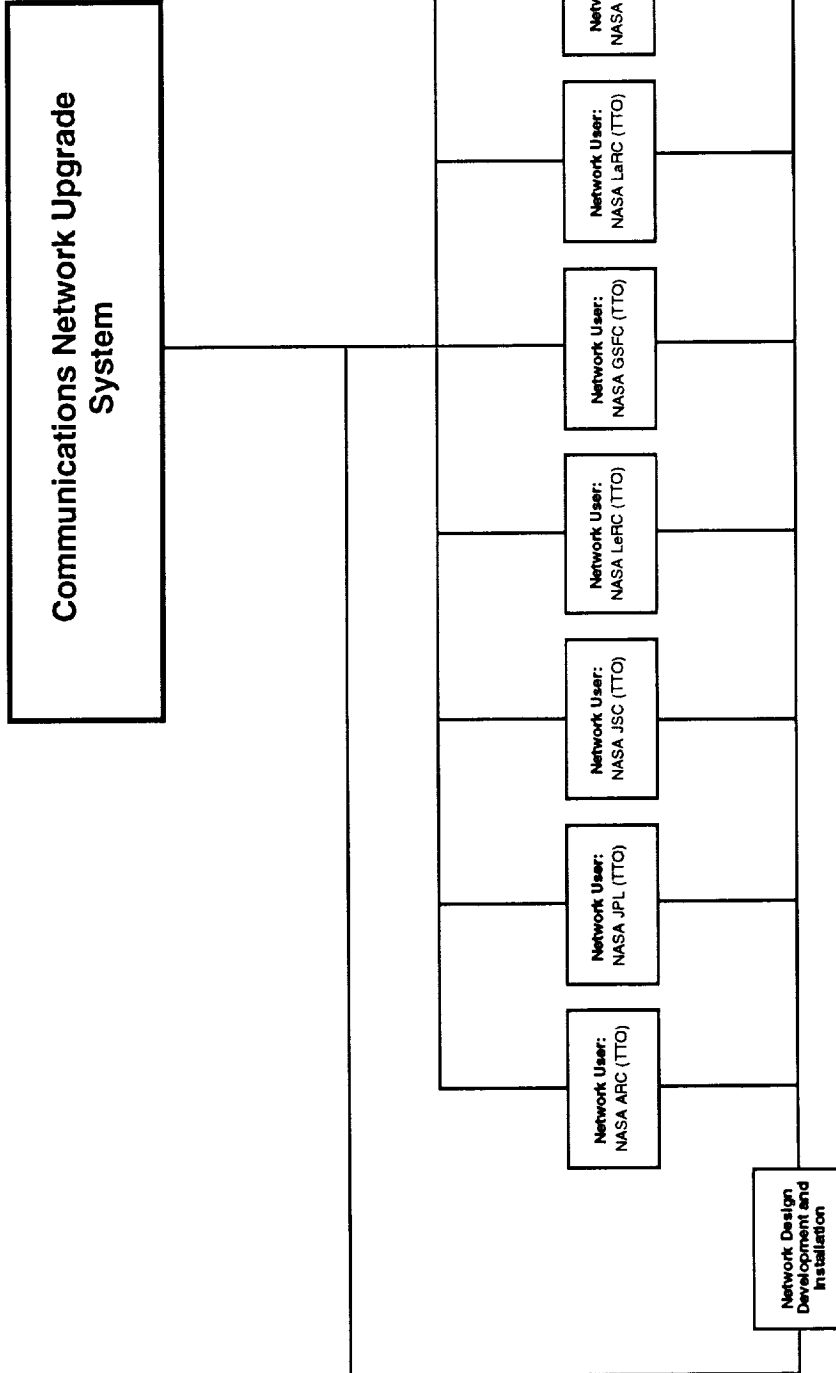 Communications Network Upgrade
System
Network User:
NASA ARC (TTO)
Network User:
NASA JPL (TTO)
Network User:
NASA JSC (TTO)
Network User:
NASA LeRC (TTO)
Network User:
NASA GSFC (TTO)
Network User:
NASA LaRC (TTO)
NASA
Network Design
Development and
Installation